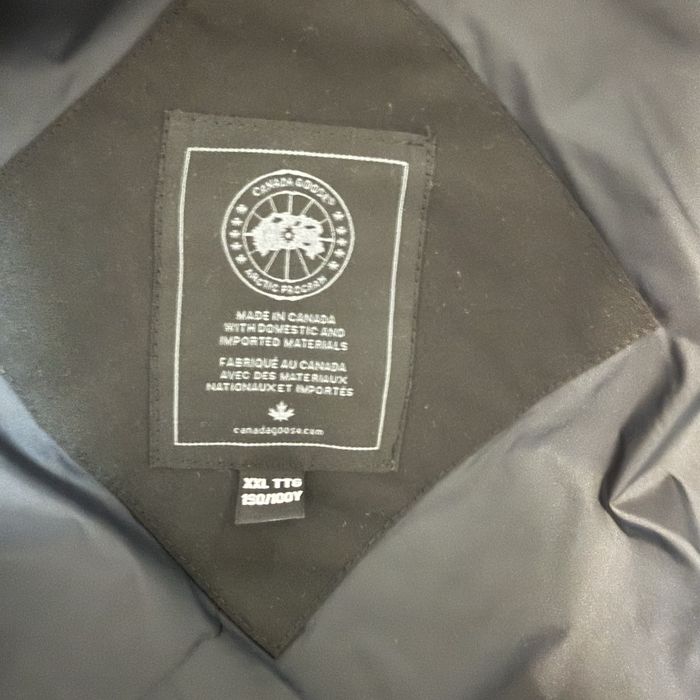 CANADA GOOSE
ARCTIC PROGRAM
MADE IN CANADA
WITH DOMESTIC AND
IMPORTED MATERIALS
FABRIQUÉ AU CANADA
AVEC DES MATERIAUX
NATIONAUX ET IMPORTÉS
canadagoose.com
XXL TTG
190/100Y